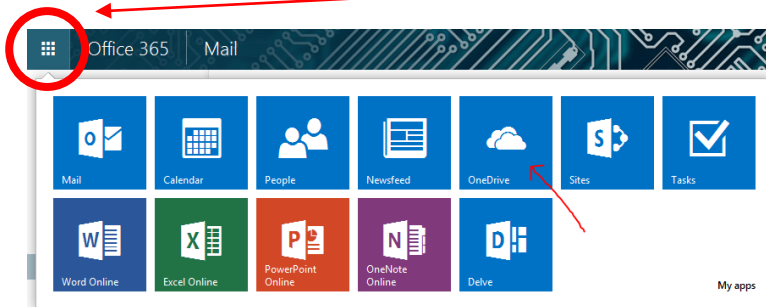 Office 365 Mail
Mail Calendar People Newsfeed OneDrive Sites Tasks
Word Online Excel Online PowerPoint Online OneNote Online Delve
My apps